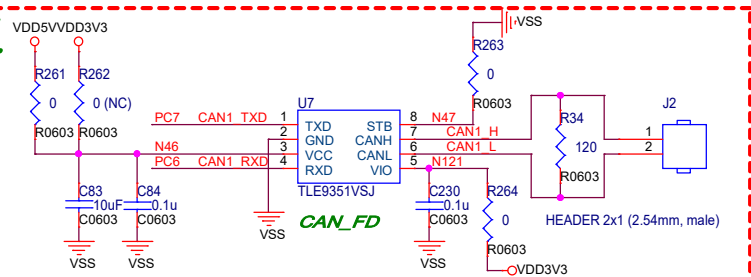 VDD5V VDD3V3
VSS
R261
0
R0603
R262
0 (NC)
R0603
R263
0
R0603
U7
PC7 CAN1_TXD 1 TXD STB 8 N47
2 GND CANH 7 CAN1_H
N46 3 VCC CANL 6 CAN1_L
PC6 CAN1_RXD 4 RXD VIO 5 N121
TLE9351VSJ
CAN_FD
R34
120
R0603
J2
1
2
HEADER 2x1 (2.54mm, male)
C83
10uF
C0603
VSS
C84
0.1u
C0603
VSS
VSS
C230
0.1u
C0603
VSS
R264
0
R0603
VDD3V3